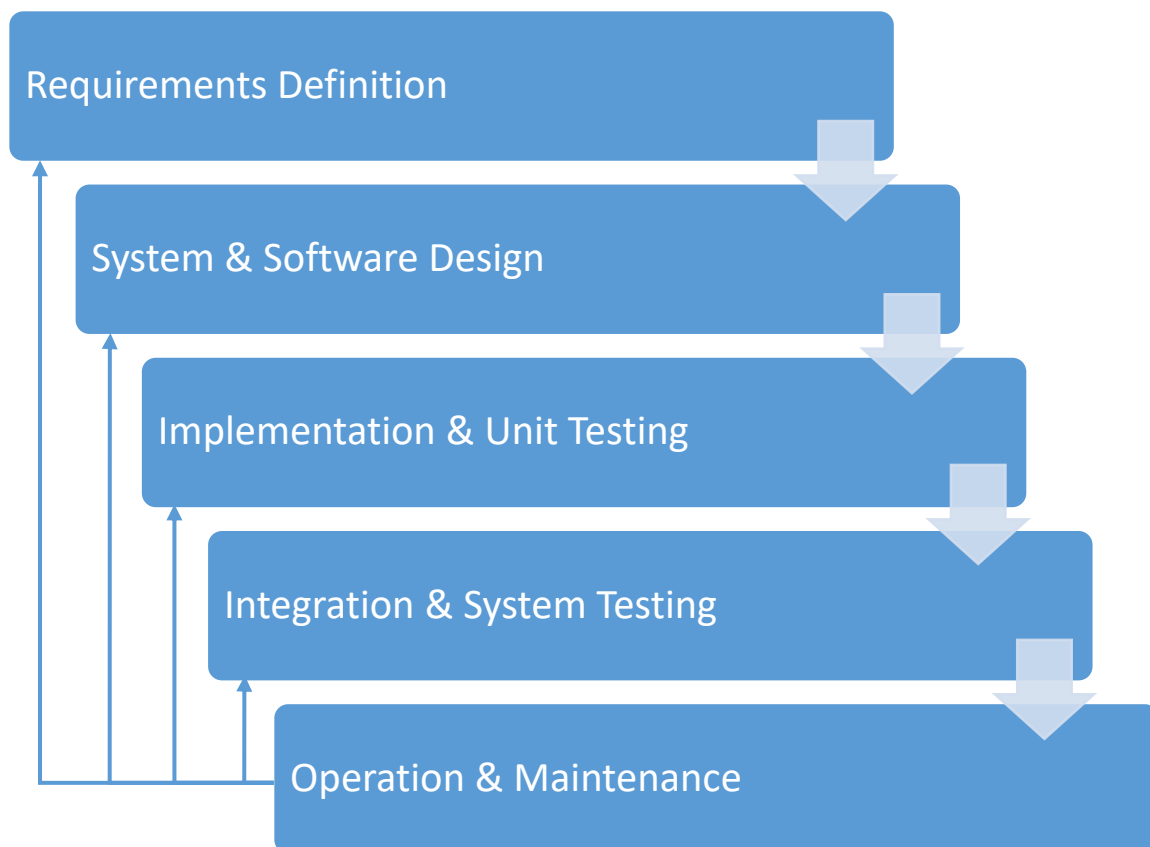 Requirements Definition
System & Software Design
Implementation & Unit Testing
Integration & System Testing
Operation & Maintenance